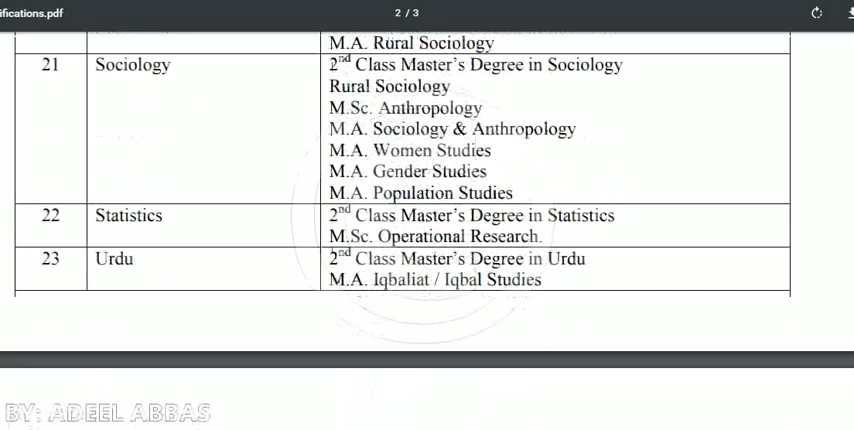 ifications.pdf
2 / 3
M.A. Rural Sociology
21 Sociology 2nd Class Master's Degree in Sociology
Rural Sociology
M.Sc. Anthropology
M.A. Sociology & Anthropology
M.A. Women Studies
M.A. Gender Studies
M.A. Population Studies
22 Statistics 2nd Class Master's Degree in Statistics
M.Sc. Operational Research.
23 Urdu 2nd Class Master's Degree in Urdu
M.A. Iqbaliat / Iqbal Studies
BY: ADEEL ABBAS